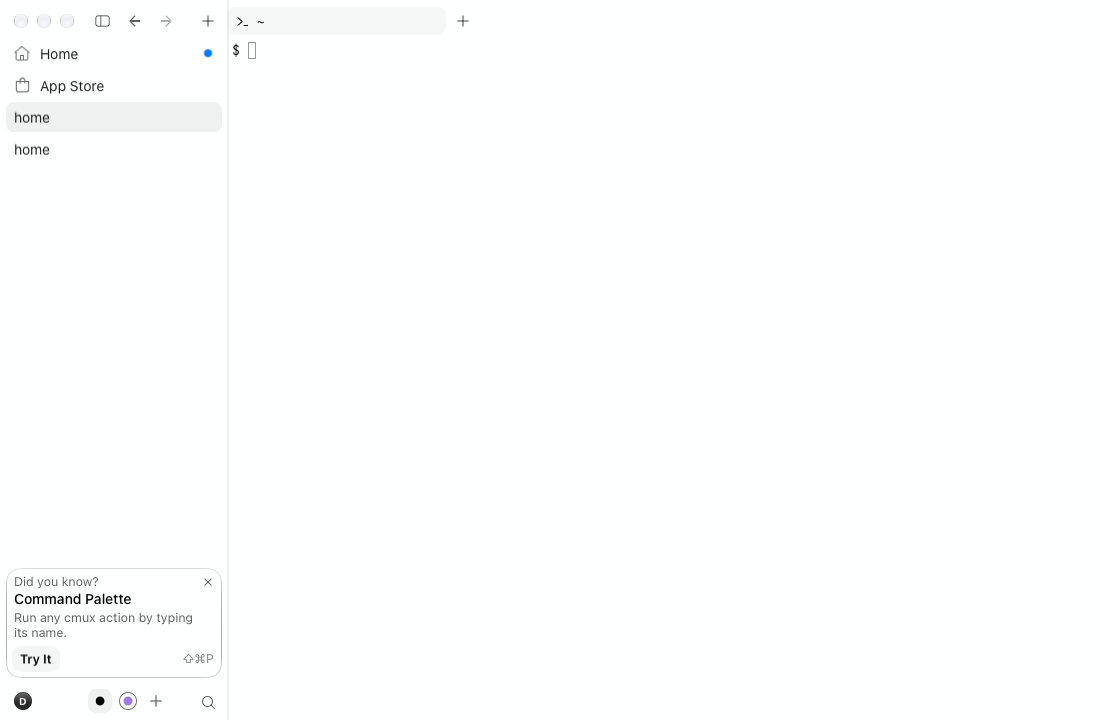 Home
App Store
home
home
>_ ~
$
Did you know?
Command Palette
Run any cmux action by typing
its name.
Try It ⇧⌘P
D